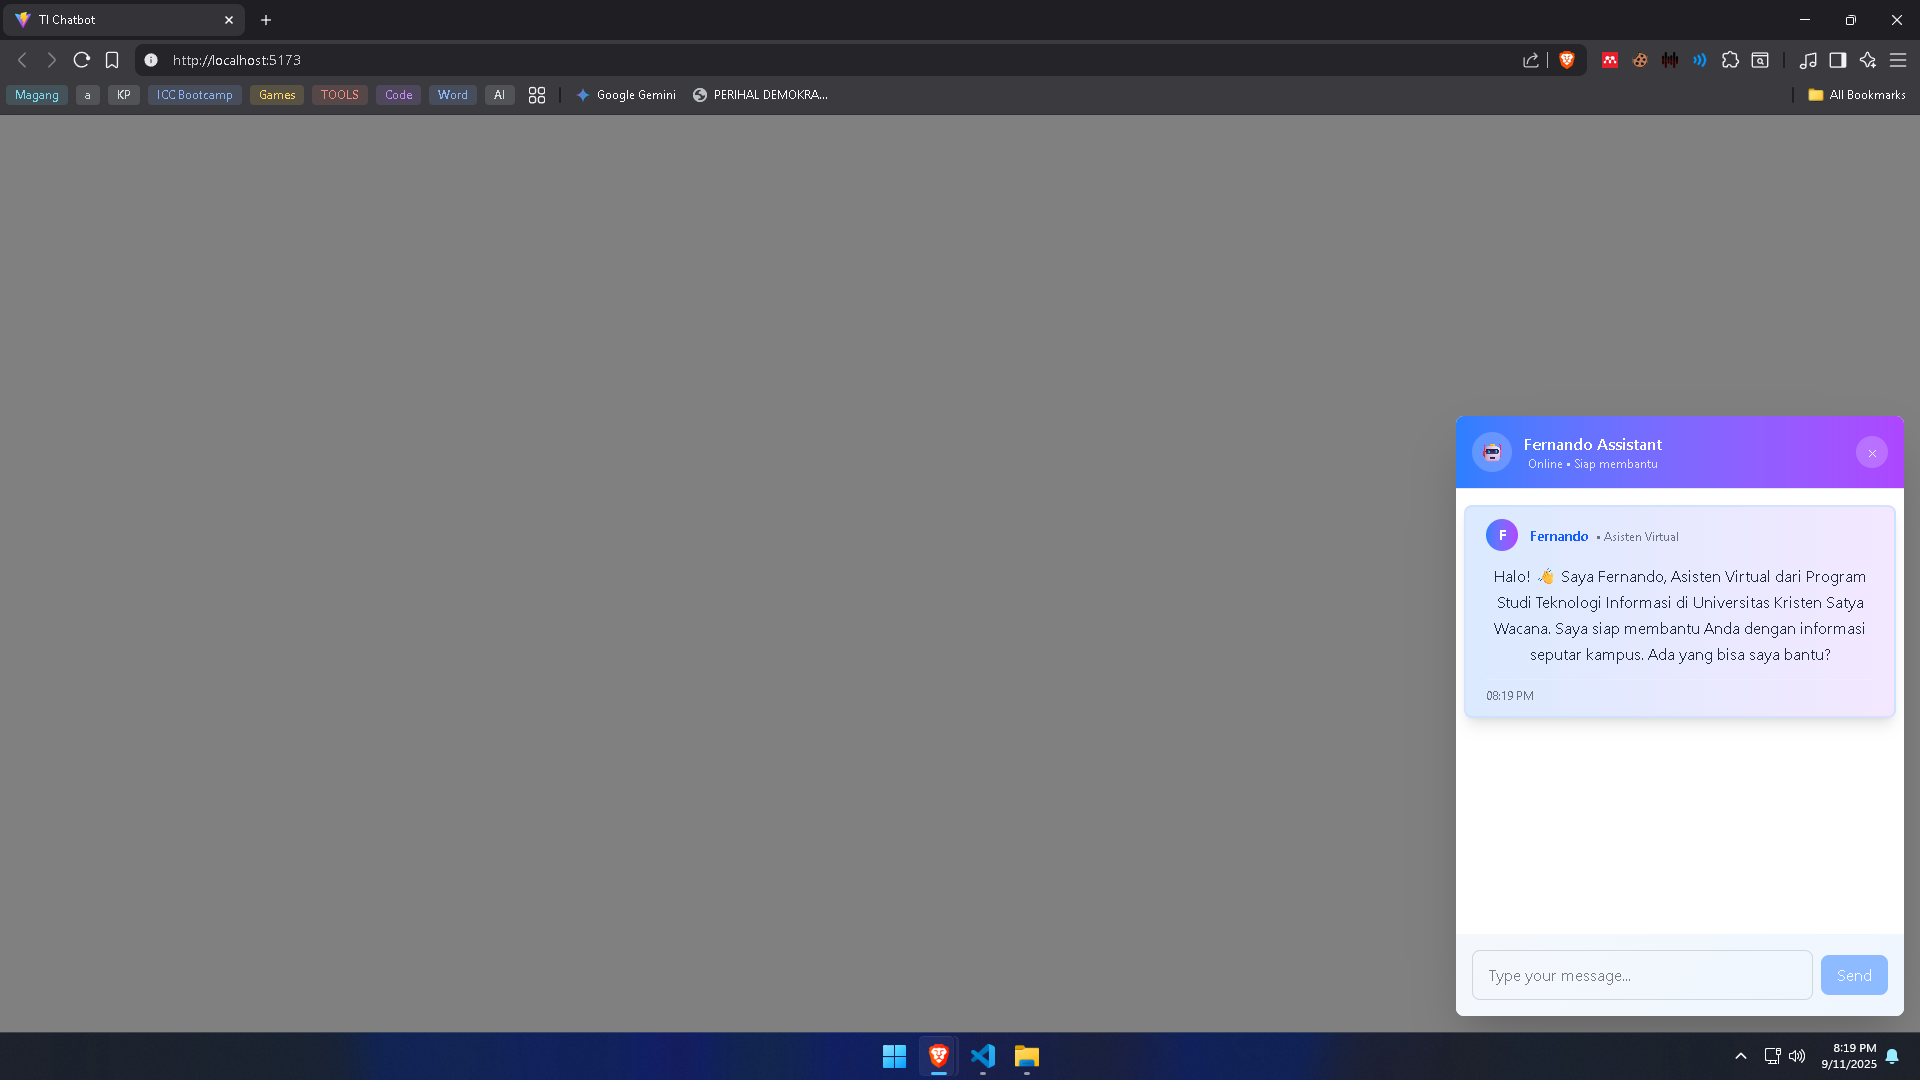 TI Chatbot
http://localhost:5173
Magang
a
KP
ICC Bootcamp
Games
TOOLS
Code
Word
AI
Google Gemini
PERIHAL DEMOKRA...
All Bookmarks
Fernando Assistant
Online • Siap membantu
F
Fernando • Asisten Virtual
Halo! 👋 Saya Fernando, Asisten Virtual dari Program
Studi Teknologi Informasi di Universitas Kristen Satya
Wacana. Saya siap membantu Anda dengan informasi
seputar kampus. Ada yang bisa saya bantu?
08:19 PM
Type your message...
Send
8:19 PM
9/11/2025